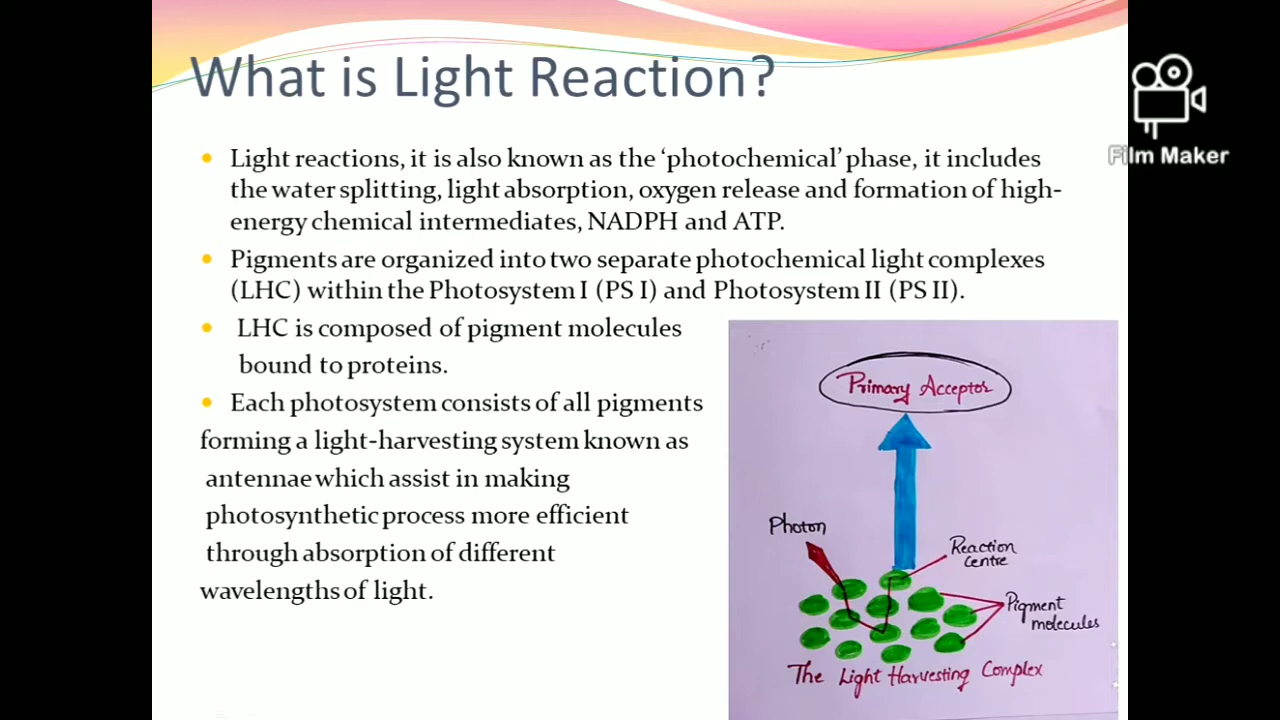 What is Light Reaction?
Film Maker
Light reactions, it is also known as the ‘photochemical’ phase, it includes
the water splitting, light absorption, oxygen release and formation of high-
energy chemical intermediates, NADPH and ATP.
Pigments are organized into two separate photochemical light complexes
(LHC) within the Photosystem I (PS I) and Photosystem II (PS II).
LHC is composed of pigment molecules
bound to proteins.
Each photosystem consists of all pigments
forming a light-harvesting system known as
antennae which assist in making
photosynthetic process more efficient
through absorption of different
wavelengths of light.
Primary Acceptor
Photon
Reaction
Centre
Pigment
molecules
The Light Harvesting Complex